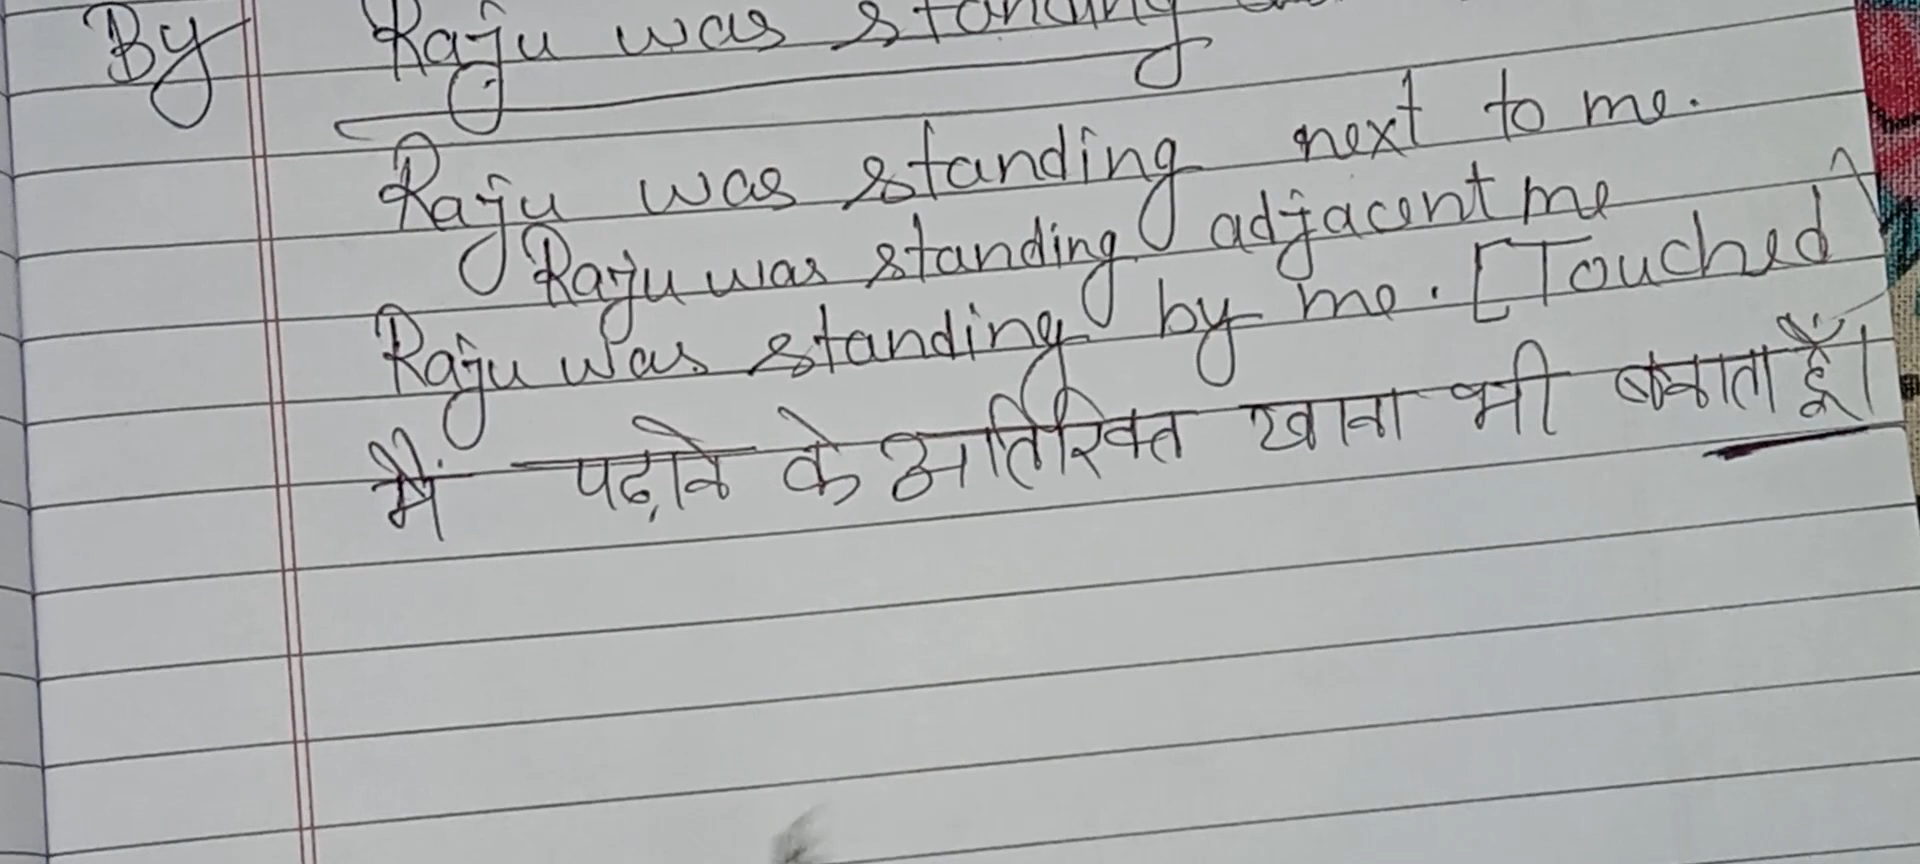 By Raju was standing
Raju was standing next to me.
Raju was standing adjacent me
Raju was standing by me. [Touched]
मैं पढ़ाने के अतिरिक्त खाना भी बनाता हूँ।